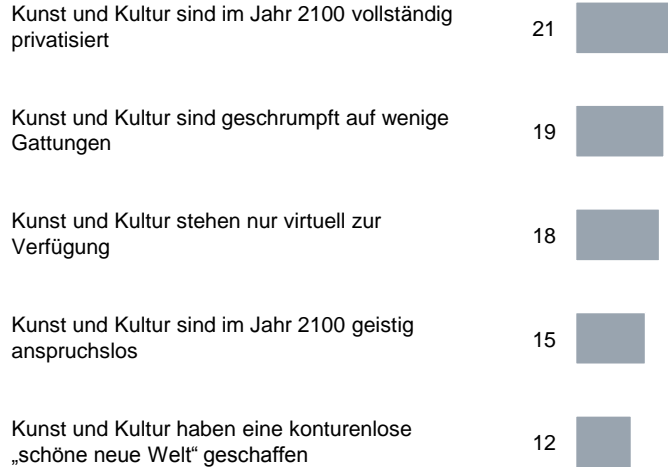 Kunst und Kultur sind im Jahr 2100 vollständig
privatisiert
21
Kunst und Kultur sind geschrumpft auf wenige
Gattungen
19
Kunst und Kultur stehen nur virtuell zur
Verfügung
18
Kunst und Kultur sind im Jahr 2100 geistig
anspruchslos
15
Kunst und Kultur haben eine konturenlose
„schöne neue Welt“ geschaffen
12